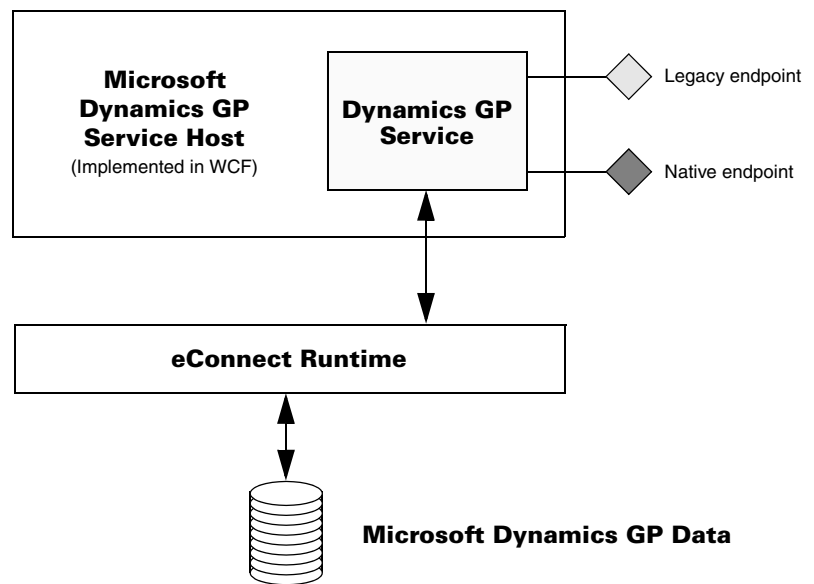 Microsoft
Dynamics GP
Service Host
(Implemented in WCF)
Dynamics GP
Service
Legacy endpoint
Native endpoint
eConnect Runtime
Microsoft Dynamics GP Data